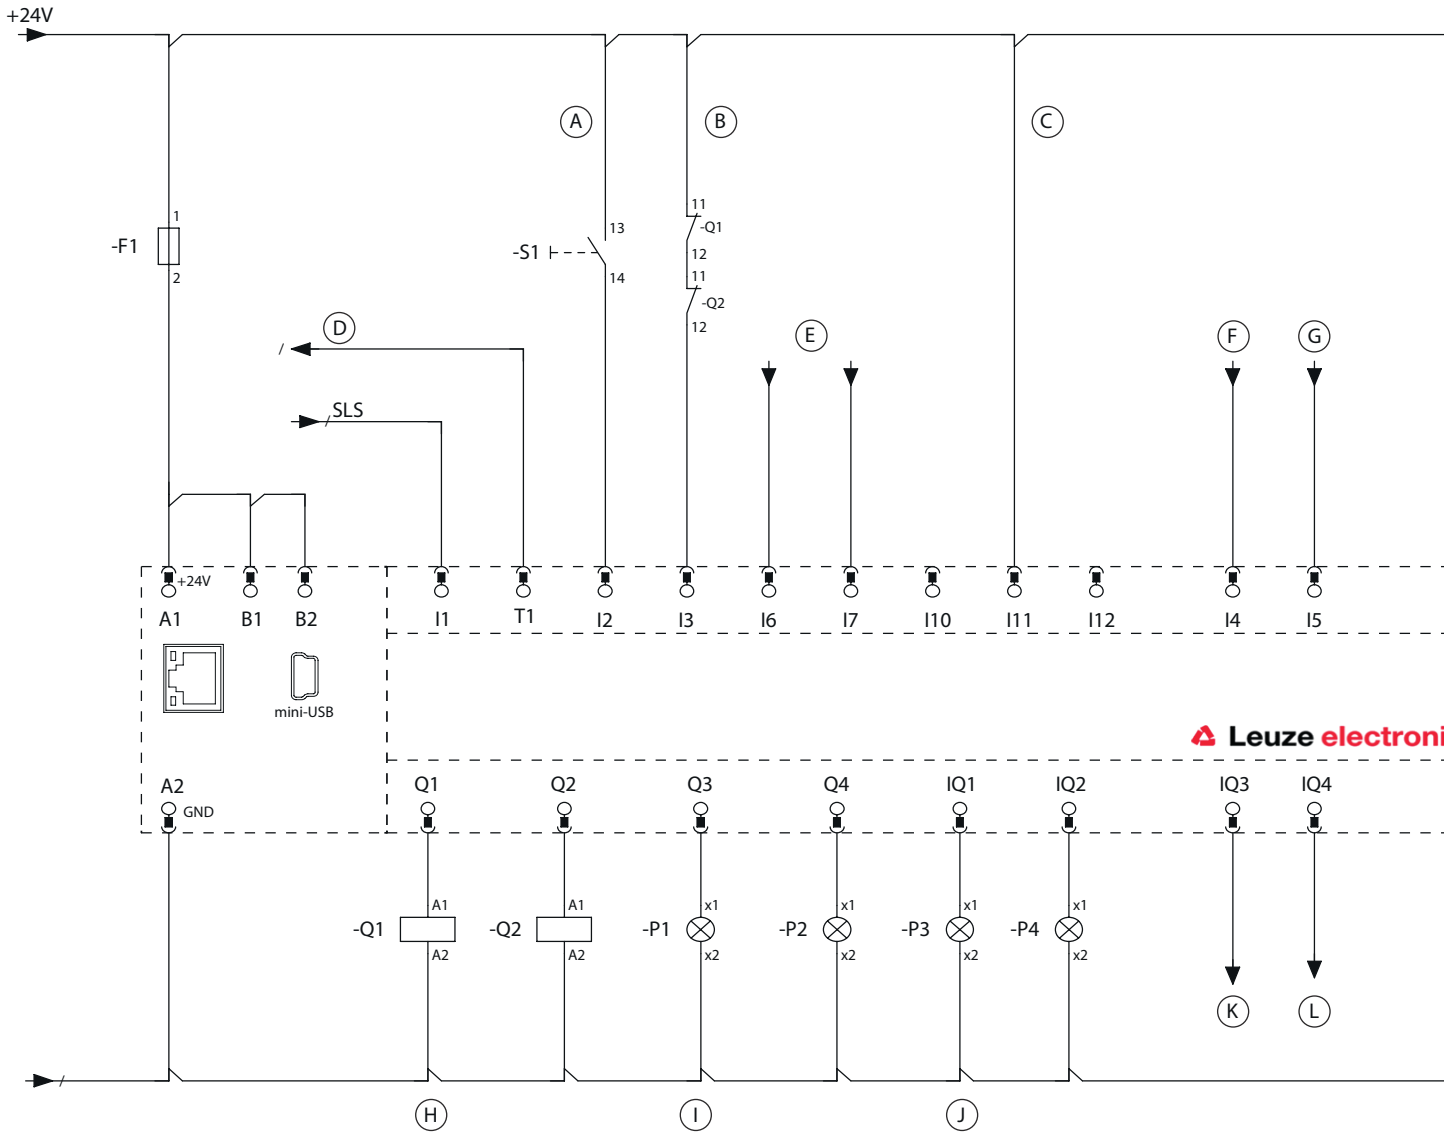 +24V
A
B
C
1
-F1
2
13
-S1
14
11
-Q1
12
11
-Q2
12
D
E
F
G
SLS
+24V
A1
B1
B2
I1
T1
I2
I3
I6
I7
I10
I11
I12
I4
I5
mini-USB
Leuze electroni
A2
GND
Q1
Q2
Q3
Q4
IQ1
IQ2
IQ3
IQ4
A1
-Q1
A2
A1
-Q2
A2
x1
-P1
x2
x1
-P2
x2
x1
-P3
x2
x1
-P4
x2
K
L
H
I
J